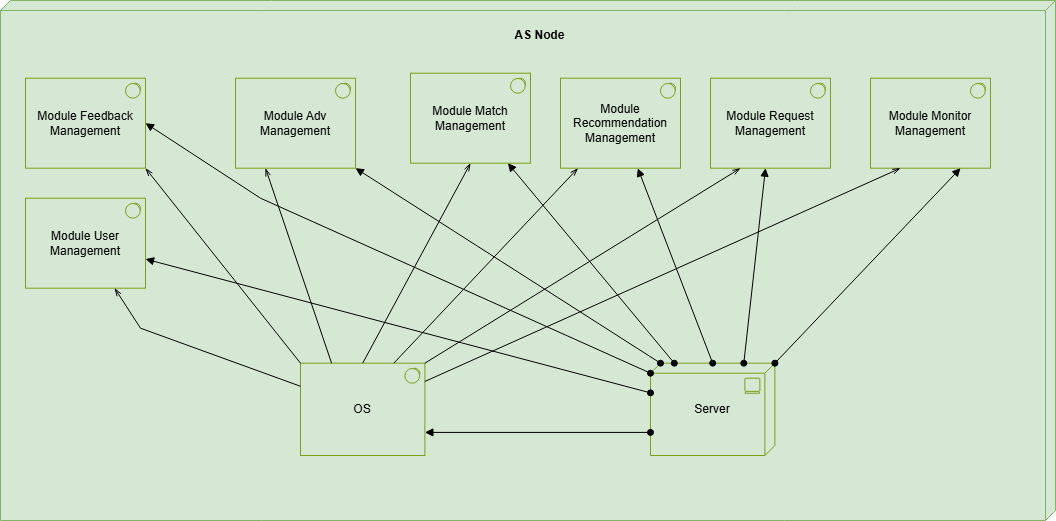 AS Node
Module Feedback
Management
Module Adv
Management
Module Match
Management
Module
Recommendation
Management
Module Request
Management
Module Monitor
Management
Module User
Management
OS
Server